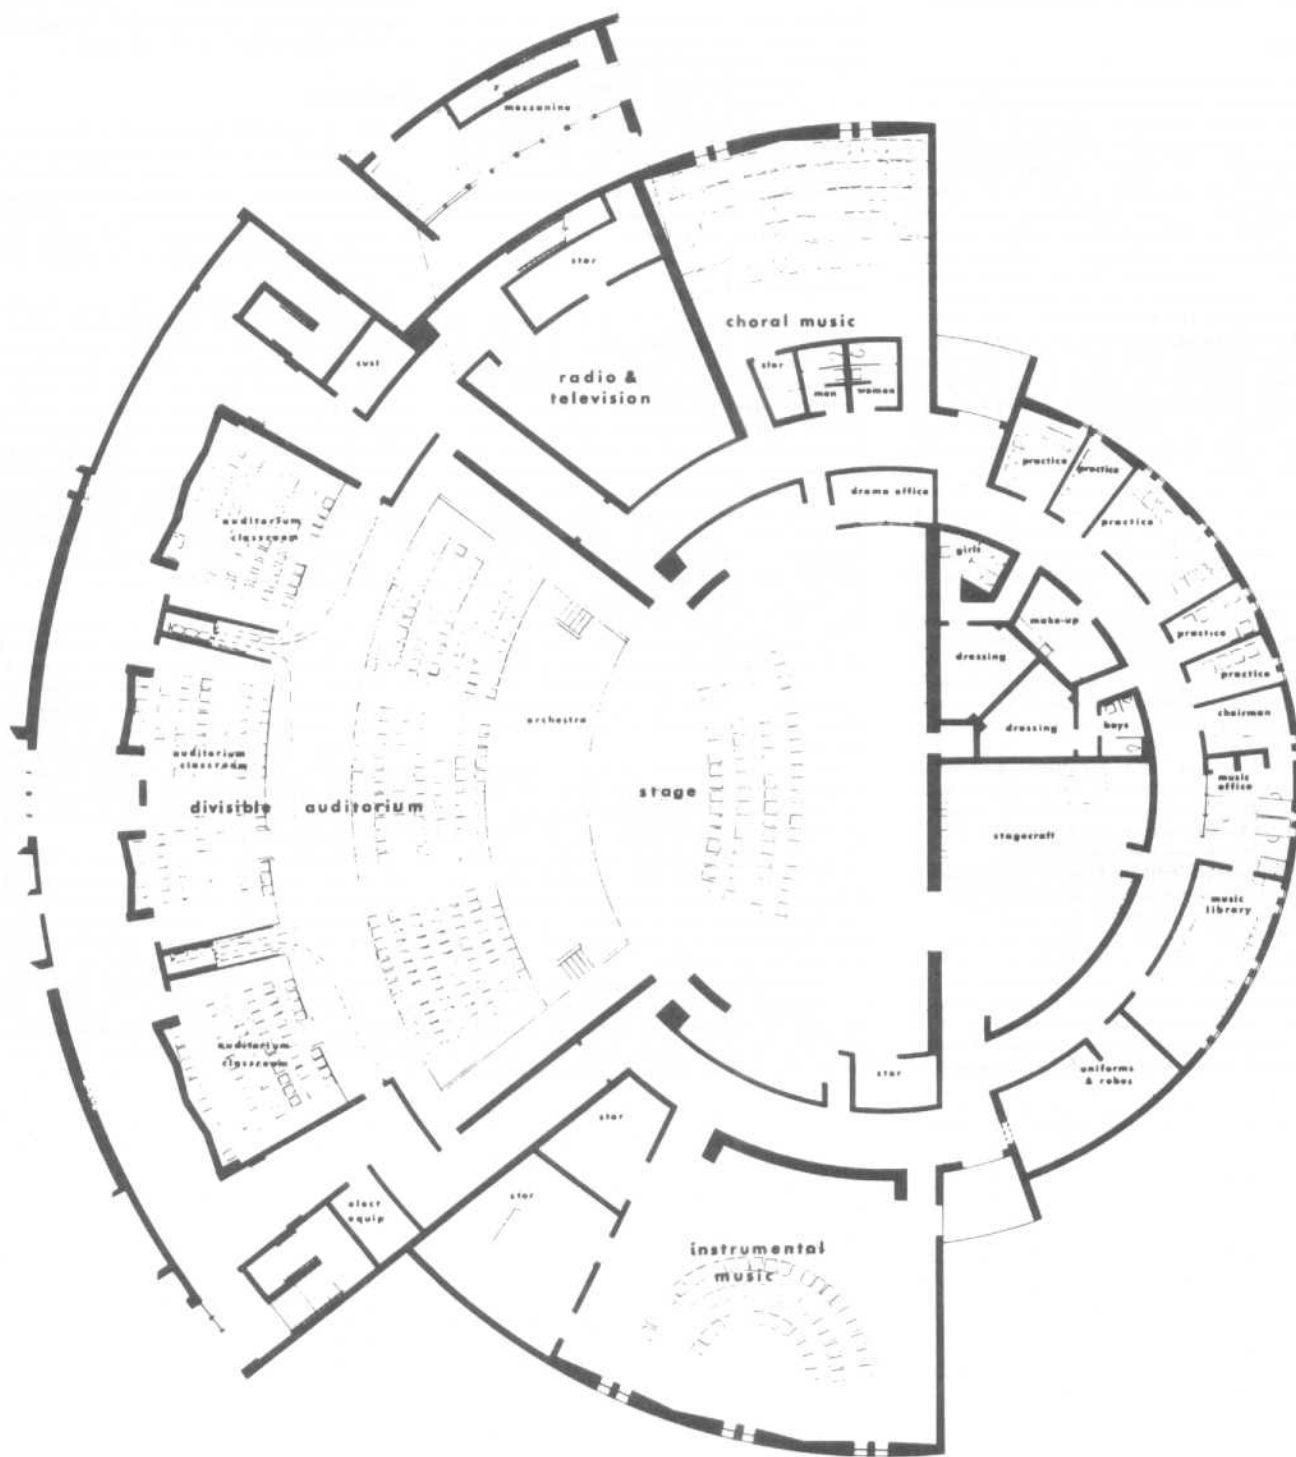 mezzanine
stor
choral music
cust
radio &
television
stor
men
women
practice
practice
drama office
practice
auditorium
classroom
girls
make-up
practice
dressing
practice
orchestra
chairman
dressing
boys
auditorium
classroom
music
office
divisible auditorium
stage
stagecraft
music
library
auditorium
classroom
stor
uniforms
& robes
stor
stor
elect
equip
instrumental
music